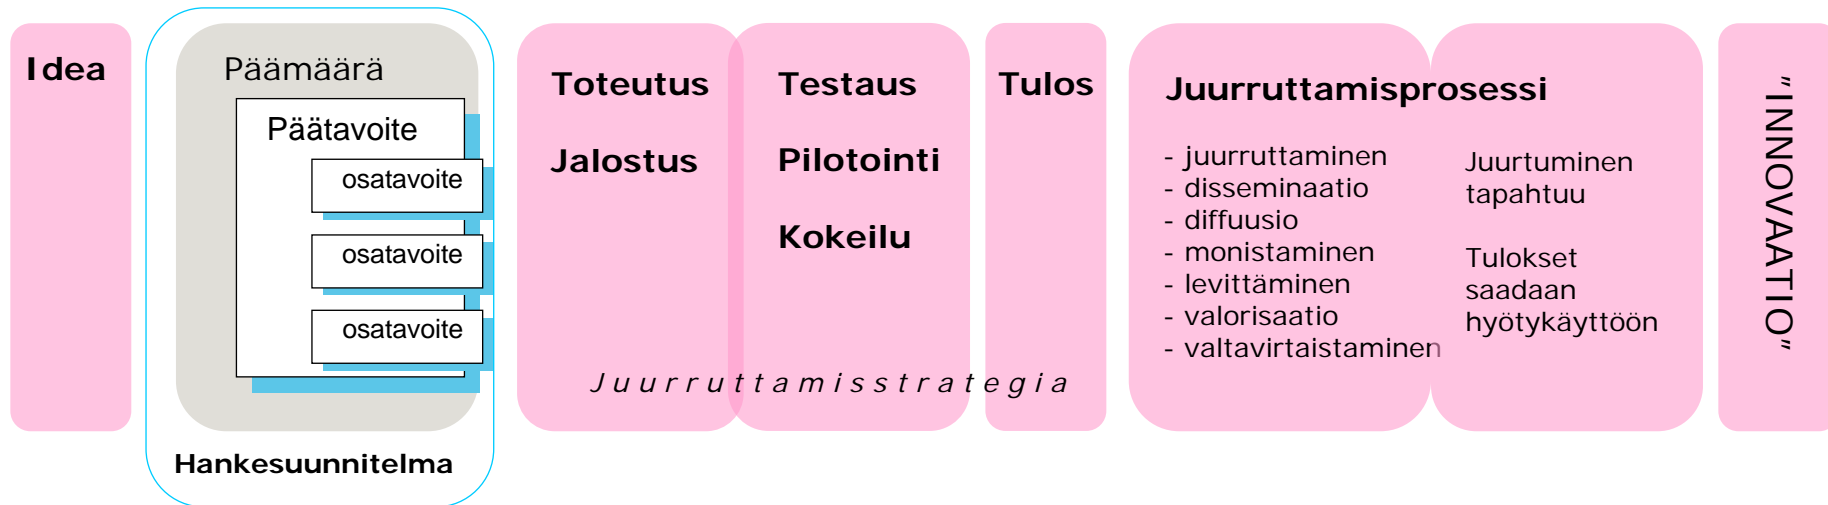 Idea
Päämäärä
Päätavoite
osatavoite
osatavoite
osatavoite
Hankesuunnitelma
Toteutus
Jalostus
Testaus
Pilotointi
Kokeilu
Juurruttamisstrategia
Tulos
Juurruttamisprosessi
- juurruttaminen
- disseminaatio
- diffuusio
- monistaminen
- levittäminen
- valorisaatio
- valtavirtaistaminen
Juurtuminen
tapahtuu
Tulokset
saadaan
hyötykäyttöön
"INNOVAATIO"